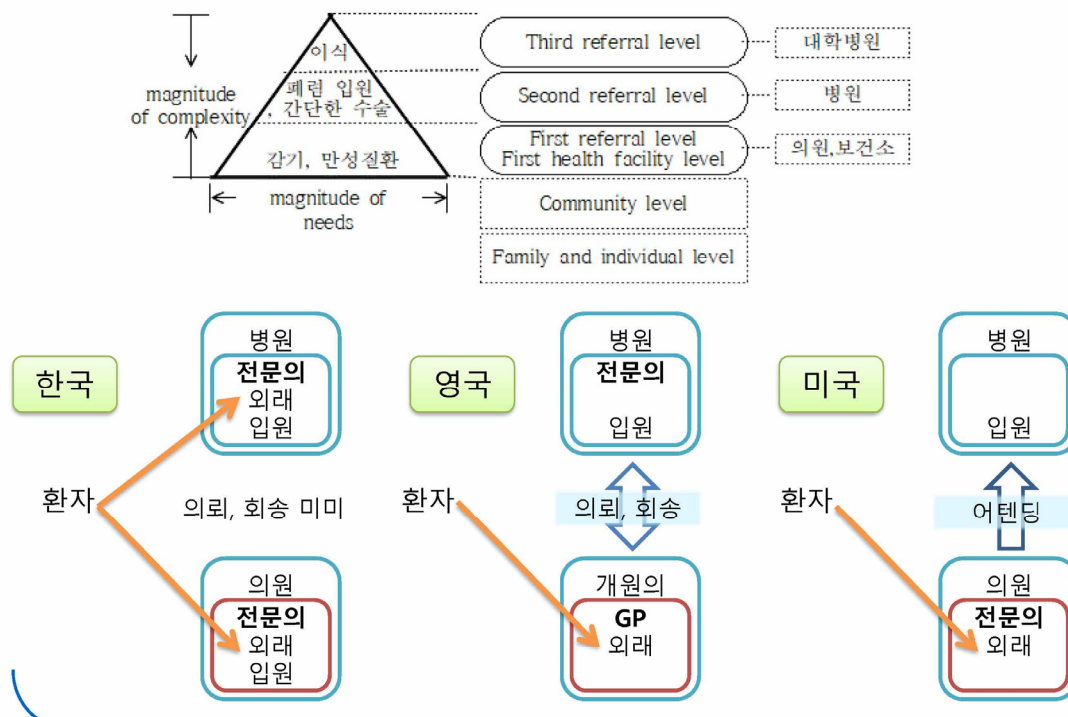 이식
폐렴 입원
, 간단한 수술
감기, 만성질환
magnitude
of complexity
magnitude of
needs
Third referral level
대학병원
Second referral level
병원
First referral level
First health facility level
의원,보건소
Community level
Family and individual level
한국
병원
전문의
외래
입원
환자
의뢰, 회송 미미
의원
전문의
외래
입원
영국
병원
전문의
입원
환자
의뢰, 회송
개원의
GP
외래
미국
병원
입원
환자
어텐딩
의원
전문의
외래